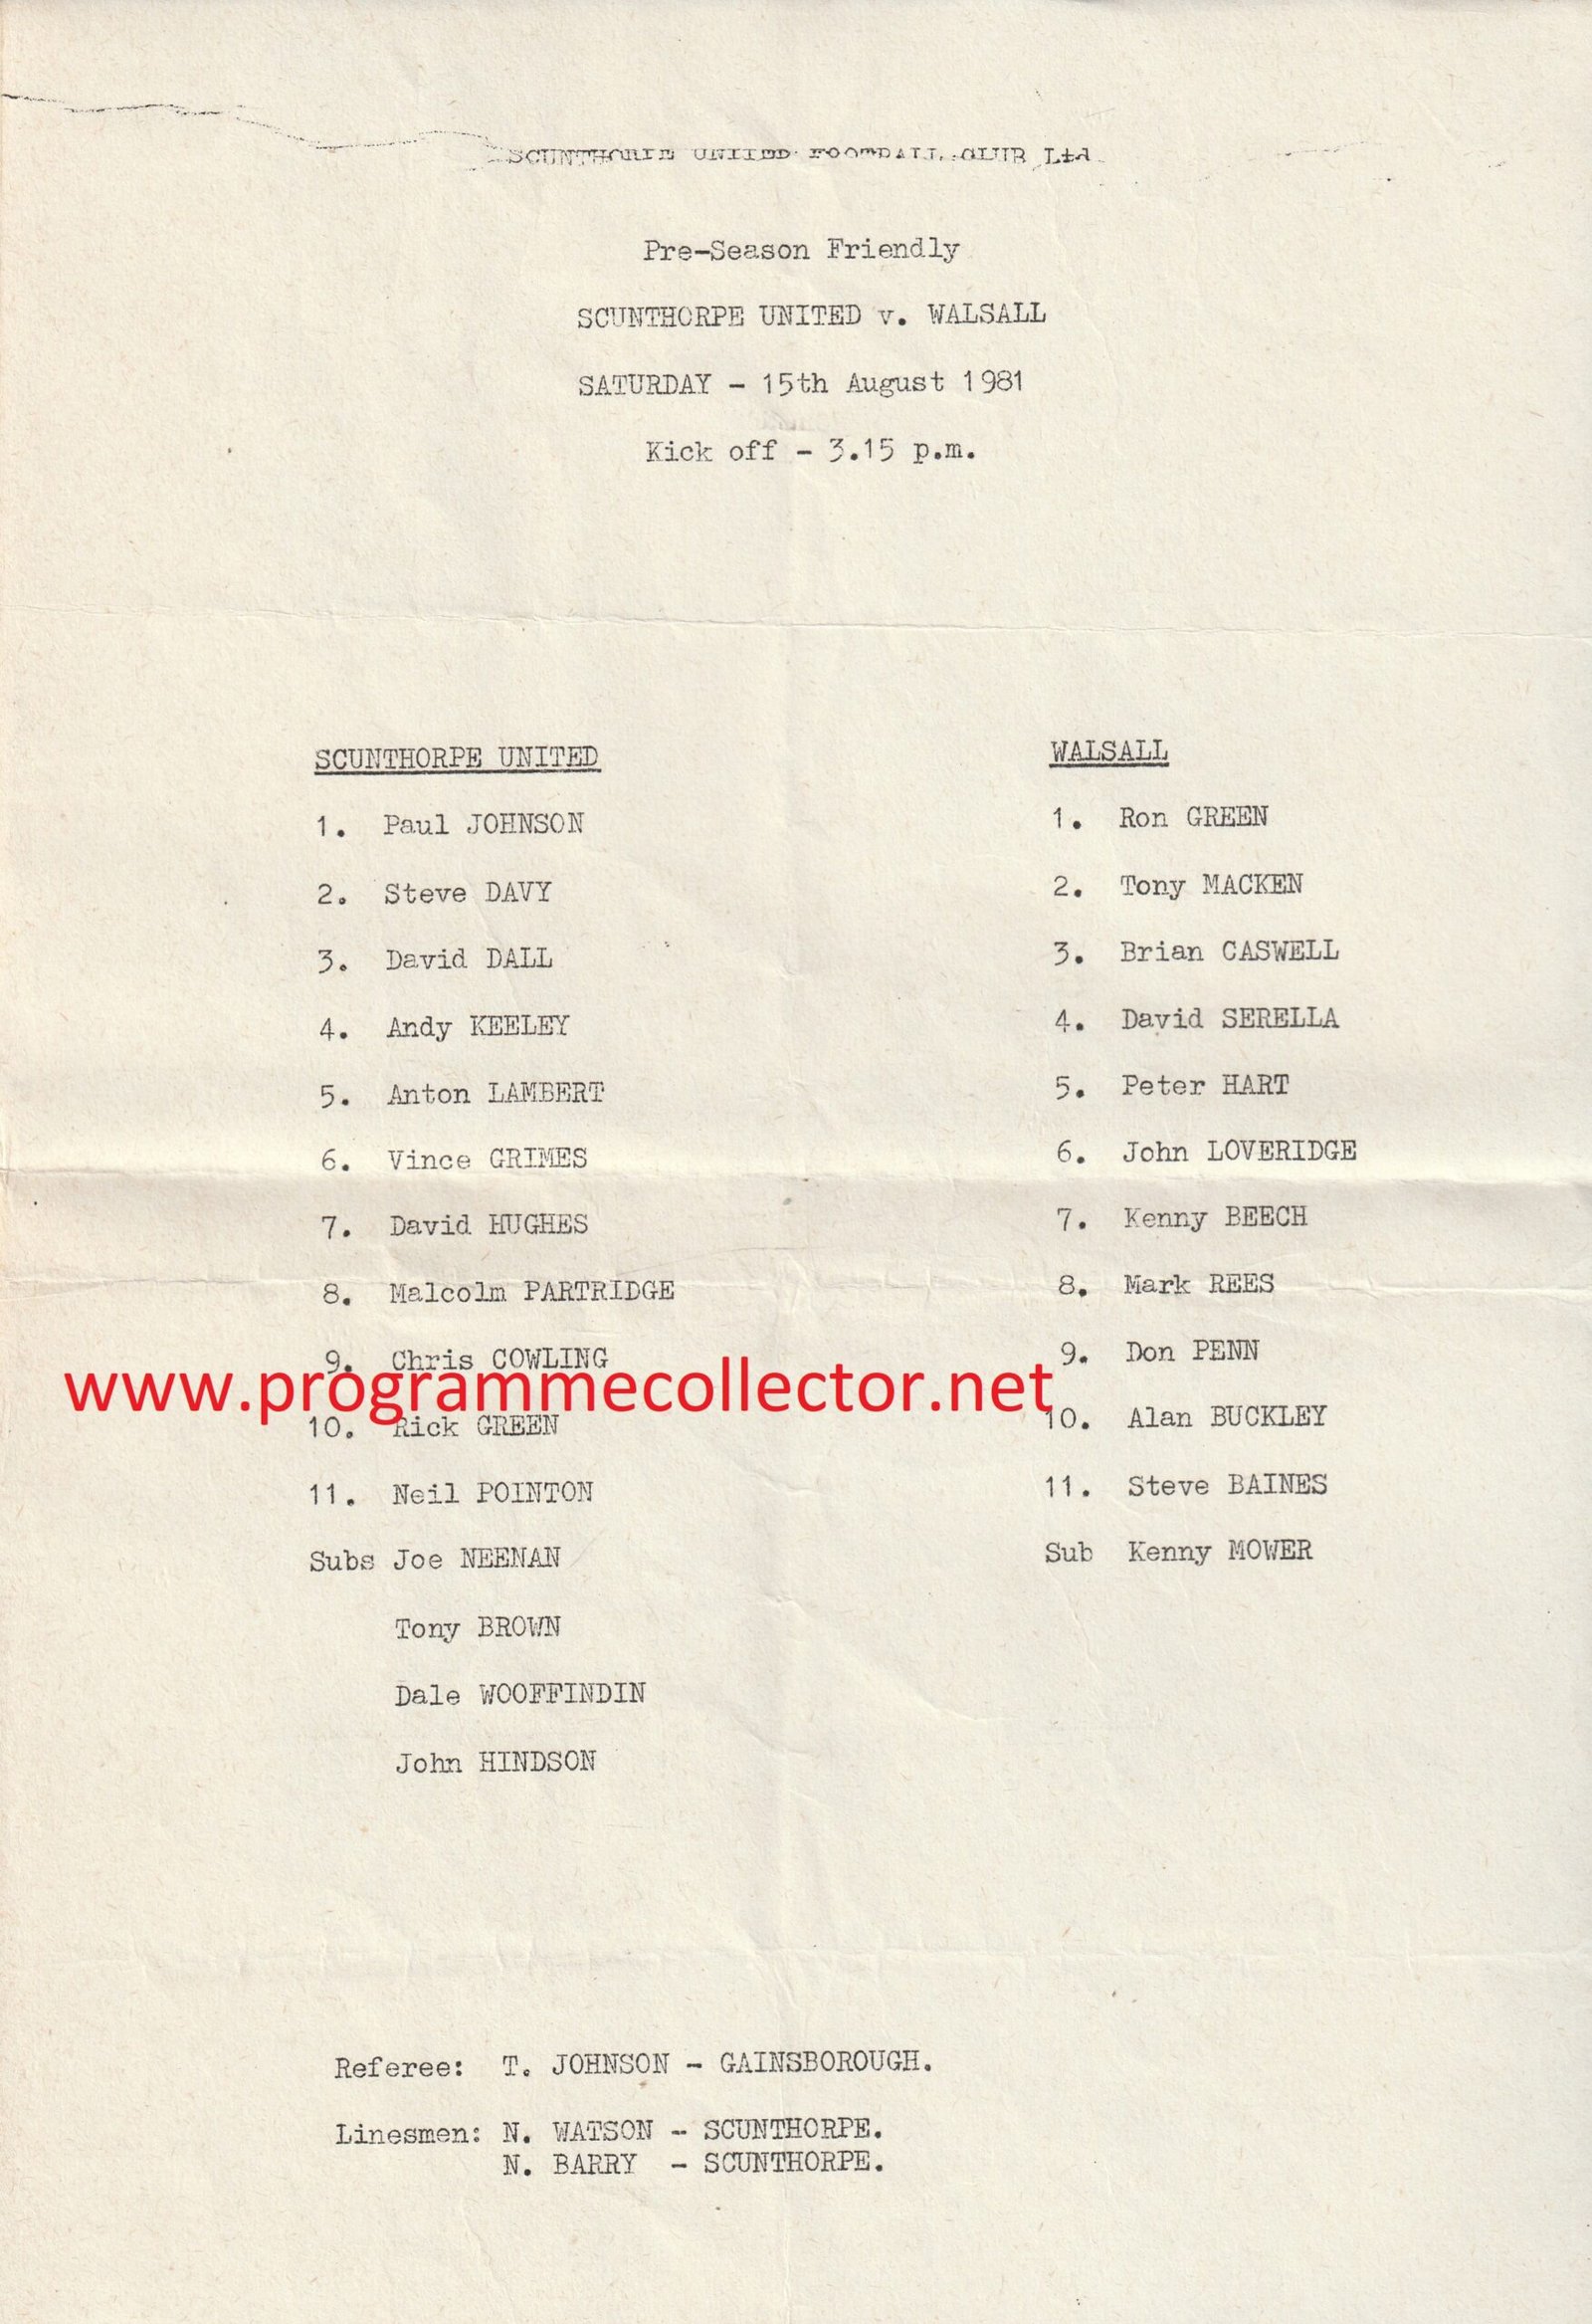 SCUNTHORPE UNITED FOOTBALL CLUB Ltd
Pre-Season Friendly
SCUNTHORPE UNITED v. WALSALL
SATURDAY - 15th August 1981
Kick off - 3.15 p.m.
SCUNTHORPE UNITED
1. Paul JOHNSON
2. Steve DAVY
3. David DALL
4. Andy KEELEY
5. Anton LAMBERT
6. Vince GRIMES
7. David HUGHES
8. Malcolm PARTRIDGE
9. Chris COWLING
10. Rick GREEN
11. Neil POINTON
Subs Joe NEENAN
Tony BROWN
Dale WOOFFINDIN
John HINDSON
WALSALL
1. Ron GREEN
2. Tony MACKEN
3. Brian CASWELL
4. David SERELLA
5. Peter HART
6. John LOVERIDGE
7. Kenny BEECH
8. Mark REES
9. Don PENN
10. Alan BUCKLEY
11. Steve BAINES
Sub Kenny MOWER
www.programmecollector.net
Referee: T. JOHNSON - GAINSBOROUGH.
Linesmen: N. WATSON - SCUNTHORPE.
N. BARRY - SCUNTHORPE.